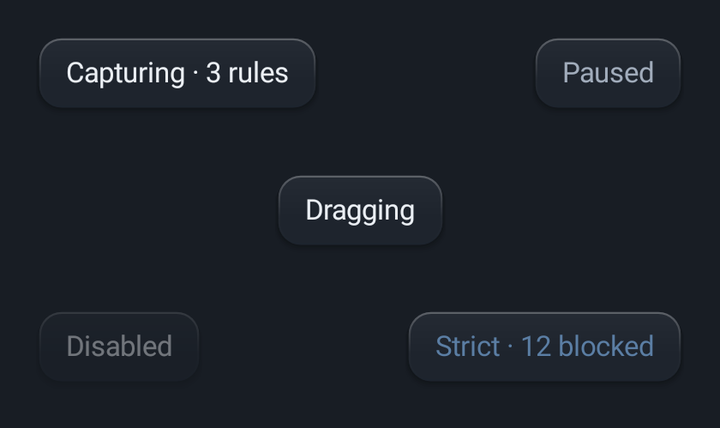 Capturing · 3 rules
Paused
Dragging
Disabled
Strict · 12 blocked